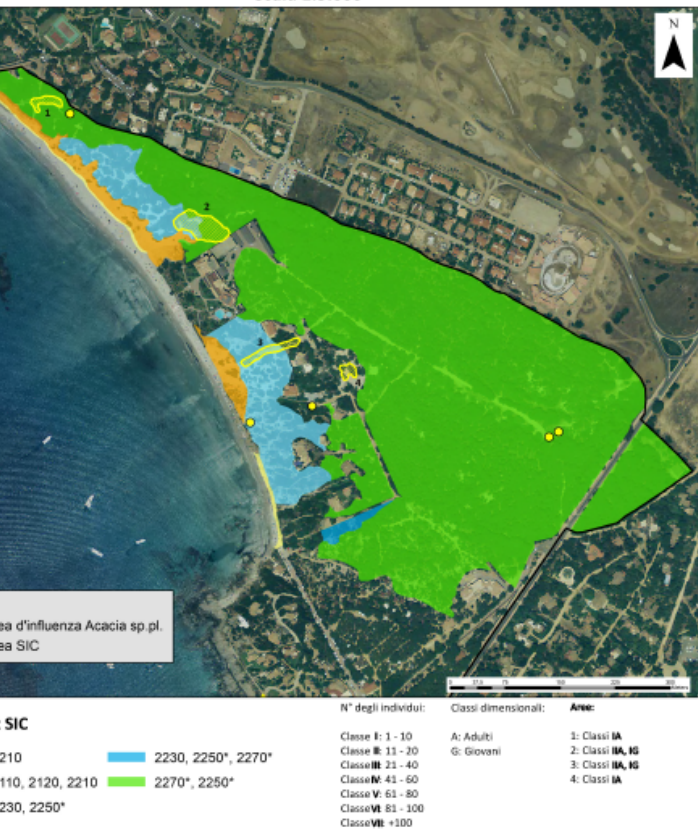 N
1
2
3
4
ea d'influenza Acacia sp.pl.
ea SIC
: SIC
210
110, 2120, 2210
230, 2250*
2230, 2250*, 2270*
2270*, 2250*
N° degli individui:
Classe I: 1 - 10
Classe II: 11 - 20
Classe III: 21 - 40
Classe IV: 41 - 60
Classe V: 61 - 80
Classe VI: 81 - 100
Classe VII: +100
Classi dimensionali:
A: Adulti
G: Giovani
Aree:
1: Classi IA
2: Classi IIA, IG
3: Classi IIA, IG
4: Classi IA